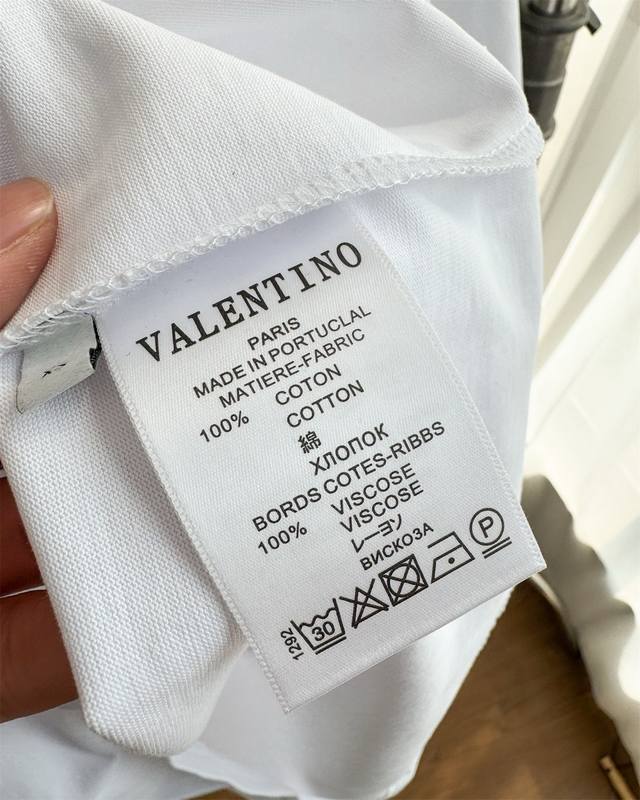 VALENTINO
PARIS
MADE IN PORTUCLAL
MATIERE-FABRIC
100% COTON
COTTON
綿
ХЛОПОК
BORDS COTES-RIBBS
100% VISCOSE
VISCOSE
レーヨン
ВИСКОЗА
1292 30 P